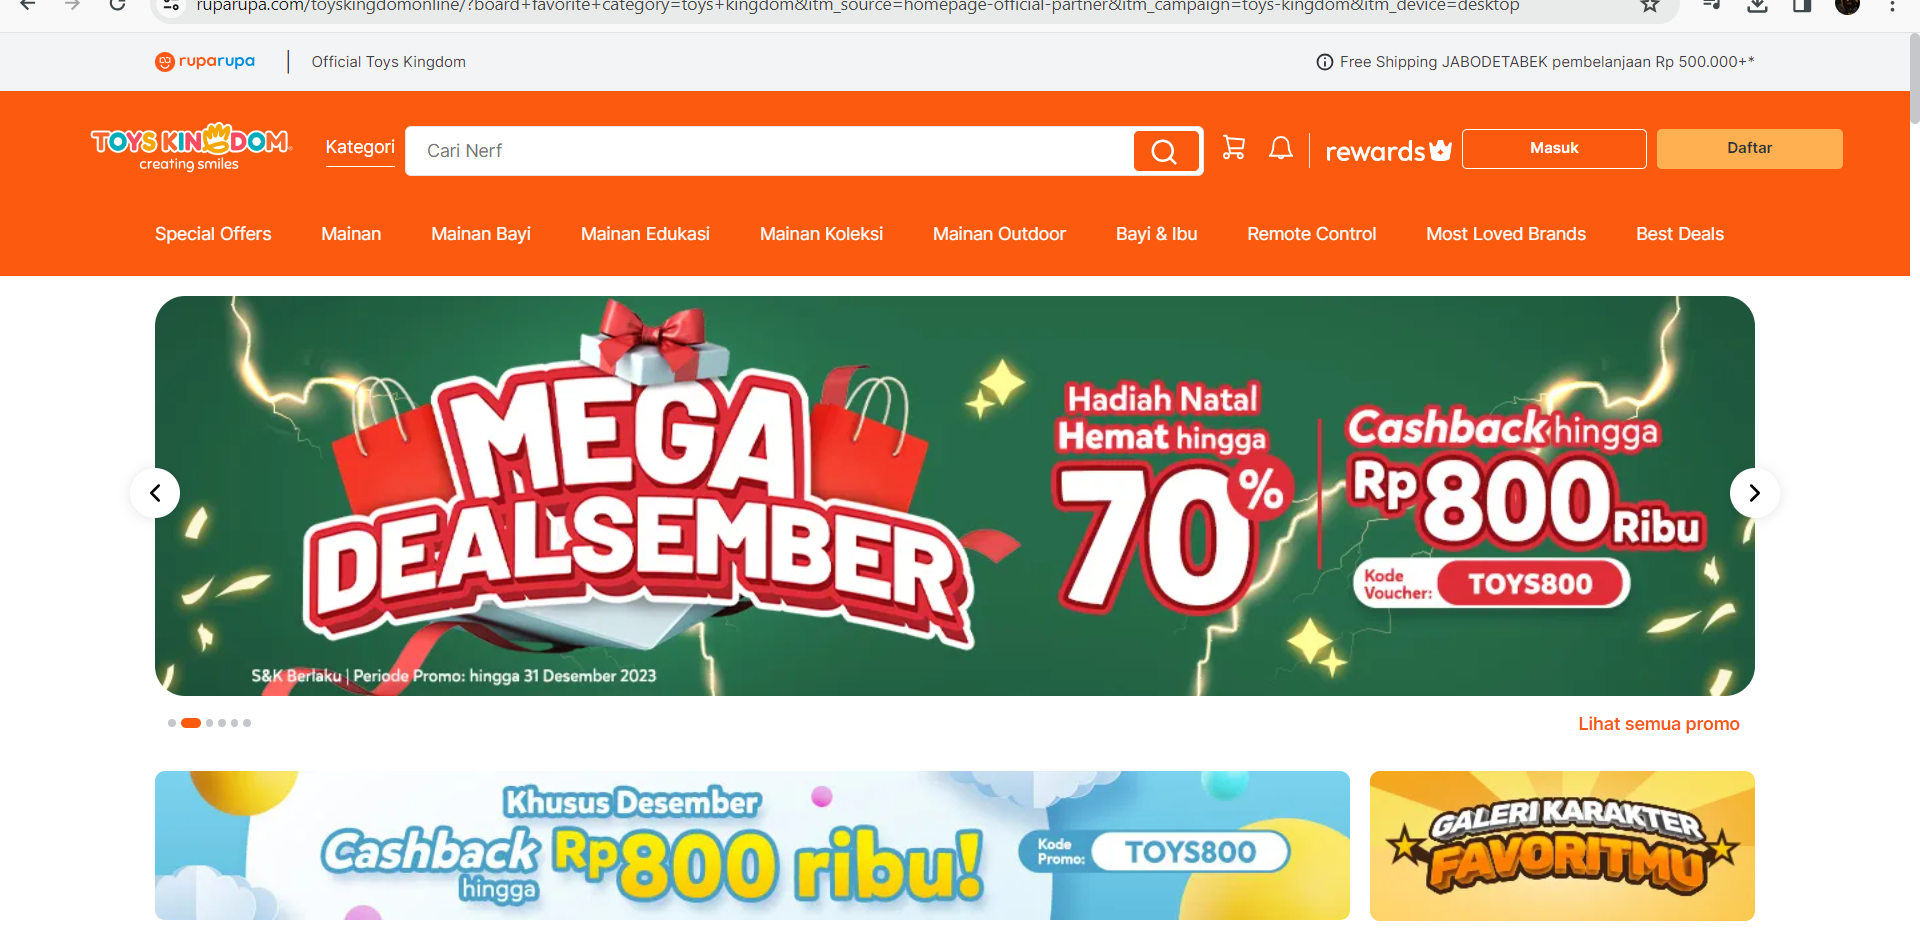 ruparupa.com/toyskingdomonline/?board+favorite+category=toys+kingdom&itm_source=homepage-official-partner&itm_campaign=toys-kingdom&itm_device=desktop
ruparupa
Official Toys Kingdom
Free Shipping JABODETABEK pembelanjaan Rp 500.000+*
TOYS KINGDOM
creating smiles
Kategori
Cari Nerf
rewards
Masuk
Daftar
Special Offers
Mainan
Mainan Bayi
Mainan Edukasi
Mainan Koleksi
Mainan Outdoor
Bayi & Ibu
Remote Control
Most Loved Brands
Best Deals
MEGA
DEALSEMBER
S&K Berlaku | Periode Promo: hingga 31 Desember 2023
Hadiah Natal
Hemat hingga
70%
Cashback hingga
Rp800 Ribu
Kode
Voucher:
TOYS800
Lihat semua promo
Khusus Desember
Cashback
hingga
Rp800 ribu!
Kode
Promo:
TOYS800
GALERI KARAKTER
FAVORITMU